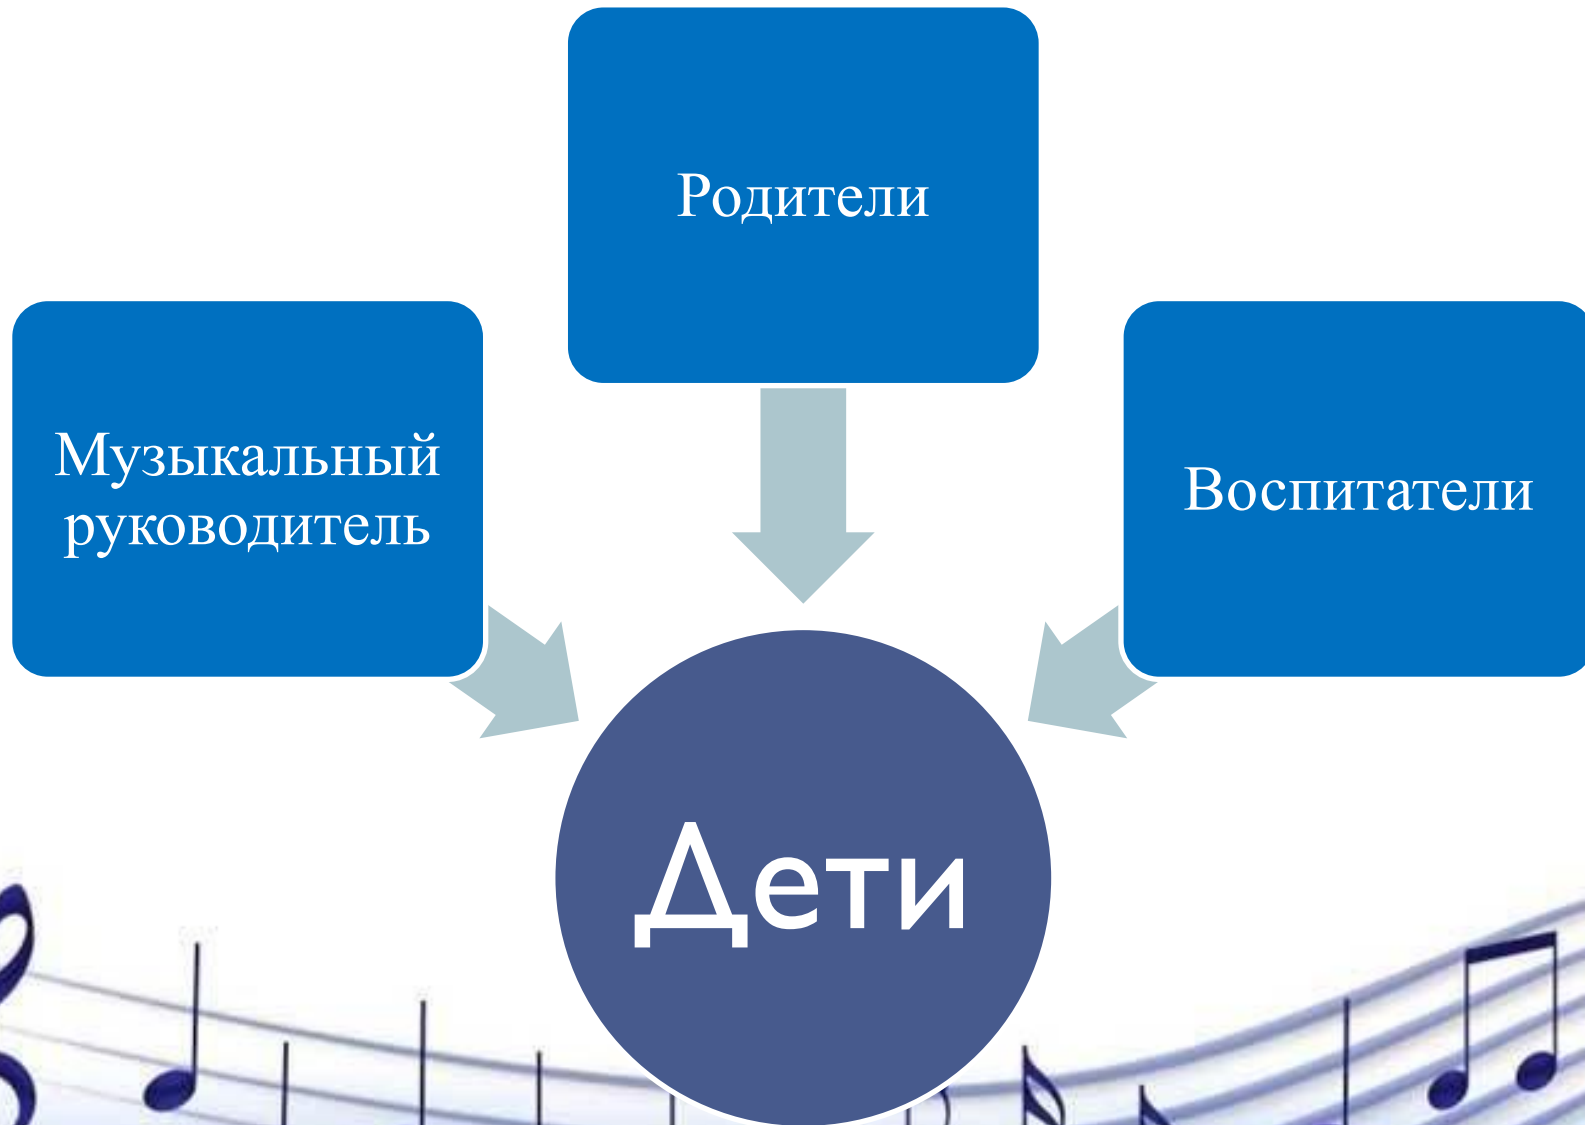 Родители
Музыкальный
руководитель
Воспитатели
Дети